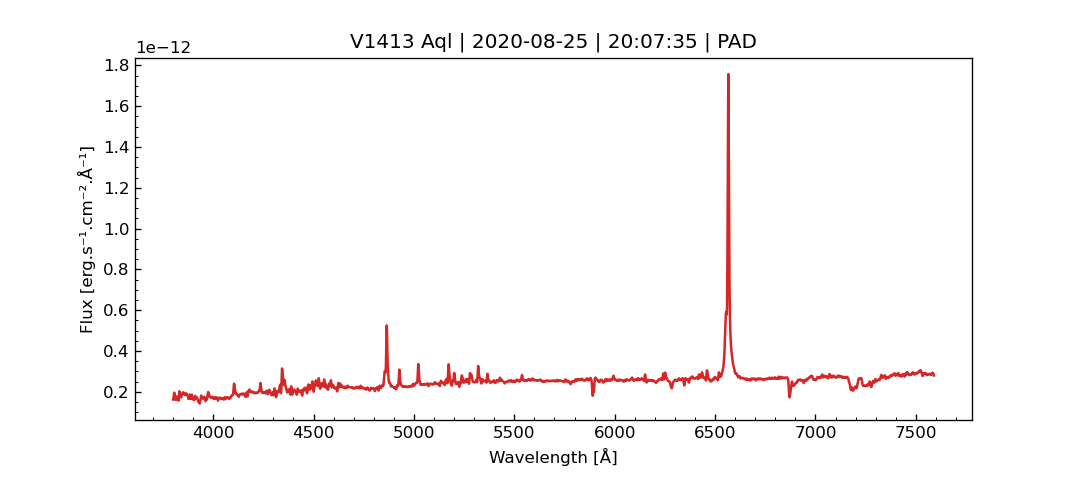 V1413 Aql | 2020-08-25 | 20:07:35 | PAD
1e−12
1.8
1.6
1.4
1.2
1.0
0.8
0.6
0.4
0.2
Flux [erg.s⁻¹.cm⁻².Å⁻¹]
4000 4500 5000 5500 6000 6500 7000 7500
Wavelength [Å]